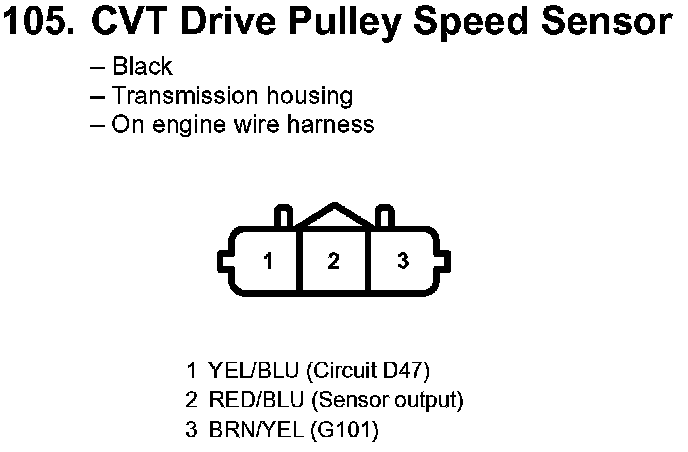 105. CVT Drive Pulley Speed Sensor
– Black
– Transmission housing
– On engine wire harness
1 2 3
1 YEL/BLU (Circuit D47)
2 RED/BLU (Sensor output)
3 BRN/YEL (G101)